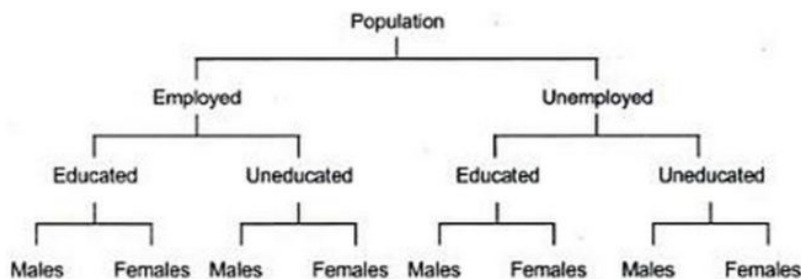 Population
Employed Unemployed
Educated Uneducated Educated Uneducated
Males Females Males Females Males Females Males Females